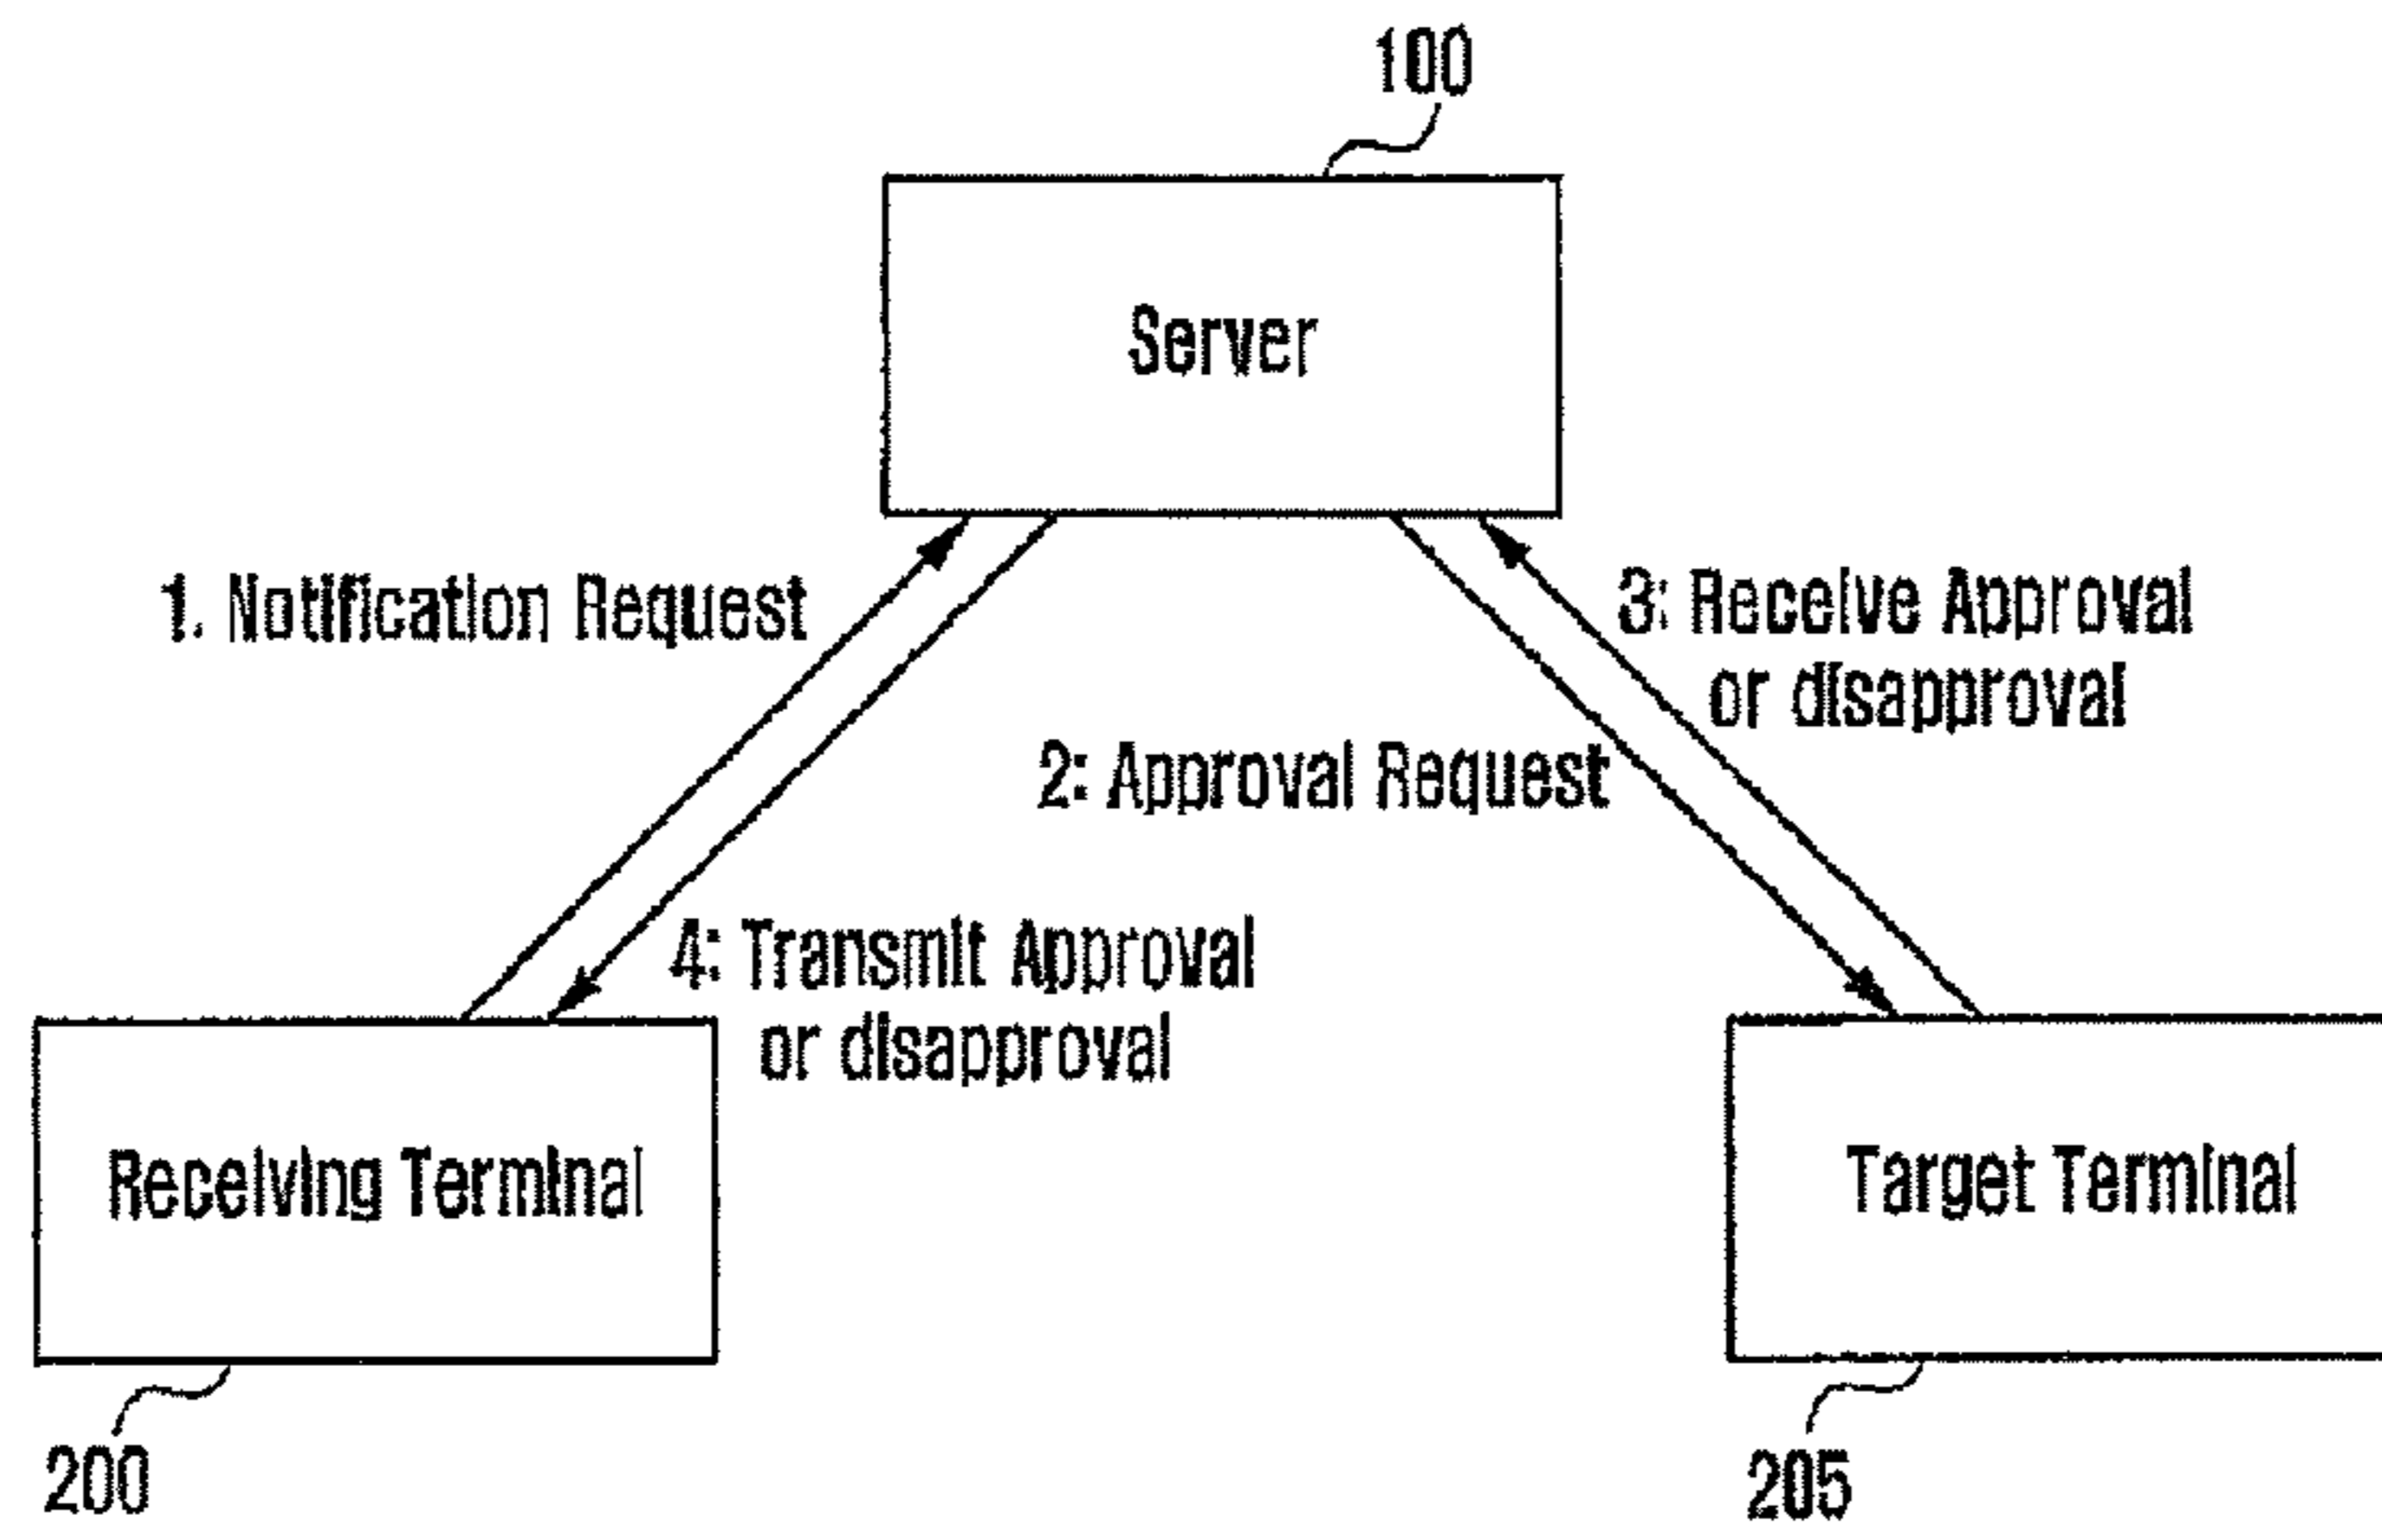 100
Server
1. Notification Request
3: Receive Approval
or disapproval
2: Approval Request
4: Transmit Approval
or disapproval
Receiving Terminal
Target Terminal
200
205